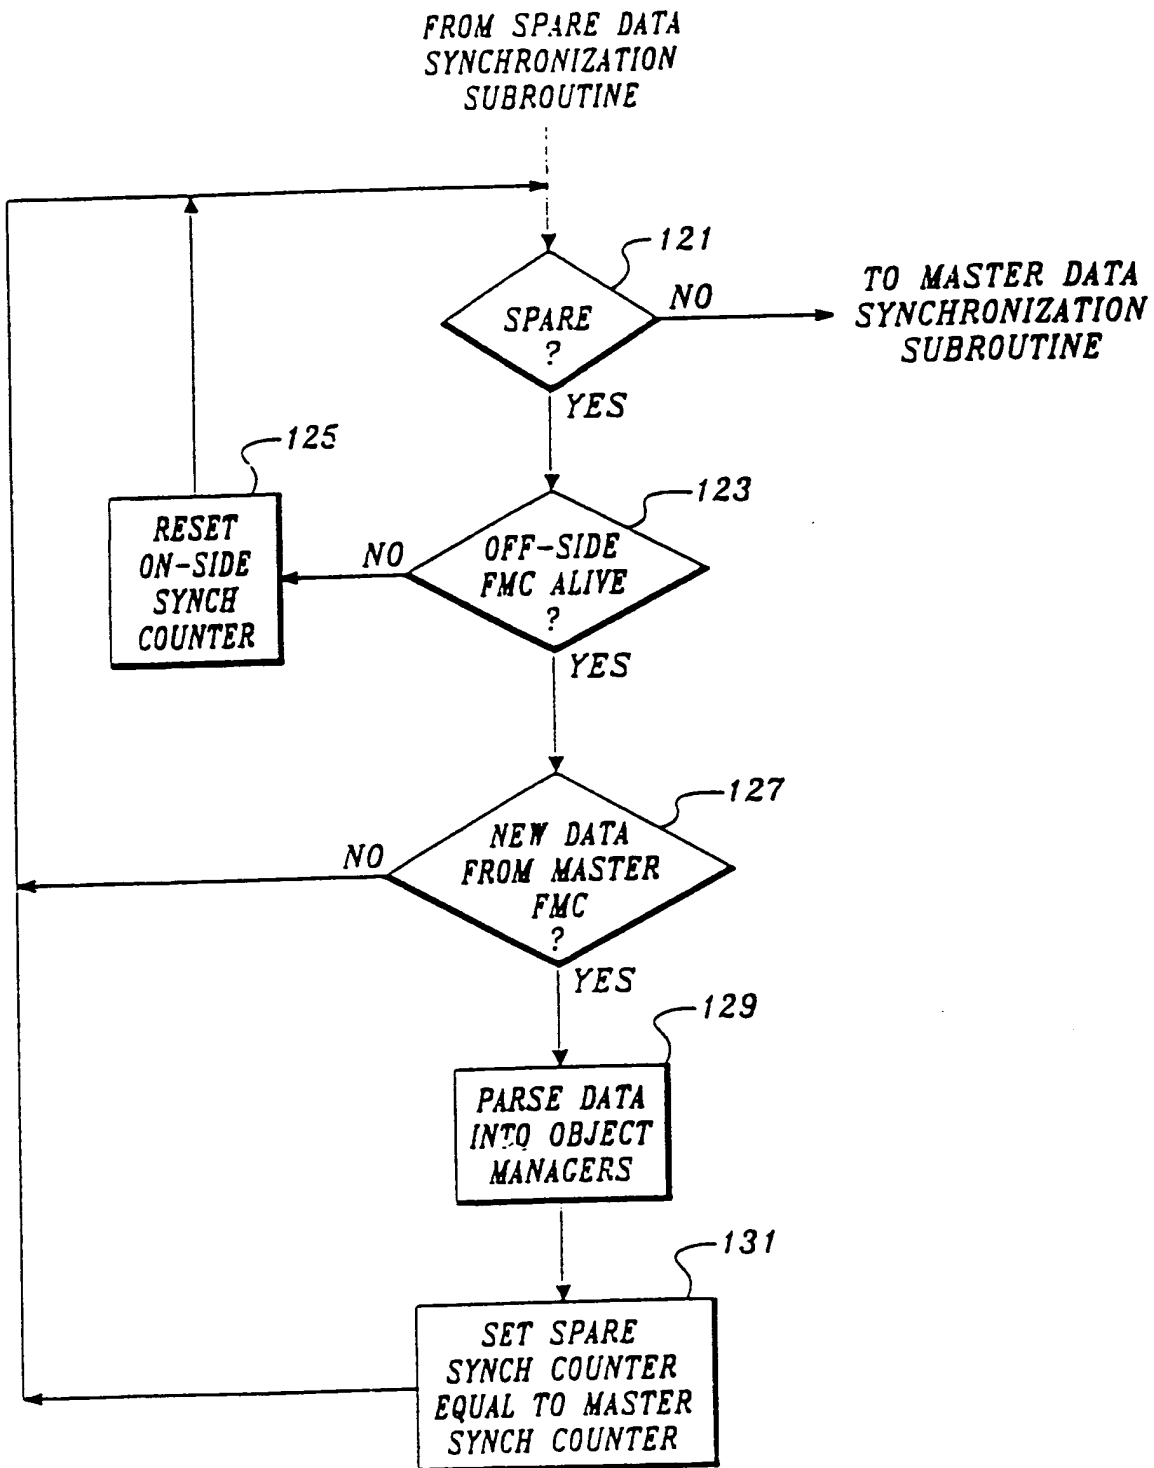 FROM SPARE DATA
SYNCHRONIZATION
SUBROUTINE
121
SPARE
?
NO
TO MASTER DATA
SYNCHRONIZATION
SUBROUTINE
YES
125
RESET
ON-SIDE
SYNCH
COUNTER
123
OFF-SIDE
FMC ALIVE
?
NO
YES
127
NEW DATA
FROM MASTER
FMC
?
NO
YES
129
PARSE DATA
INTO OBJECT
MANAGERS
131
SET SPARE
SYNCH COUNTER
EQUAL TO MASTER
SYNCH COUNTER